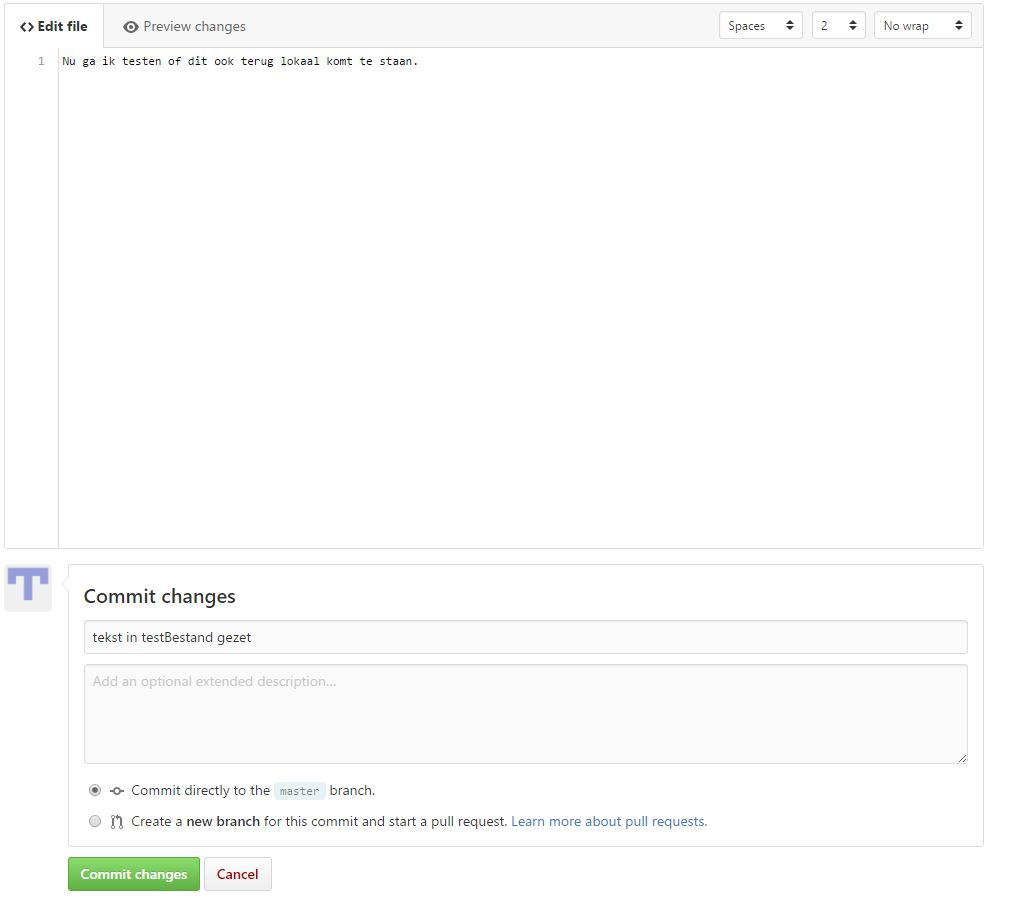 Edit file Preview changes Spaces 2 No wrap
1 Nu ga ik testen of dit ook terug lokaal komt te staan.
Commit changes
tekst in testBestand gezet
Add an optional extended description...
Commit directly to the master branch.
Create a new branch for this commit and start a pull request. Learn more about pull requests.
Commit changes Cancel